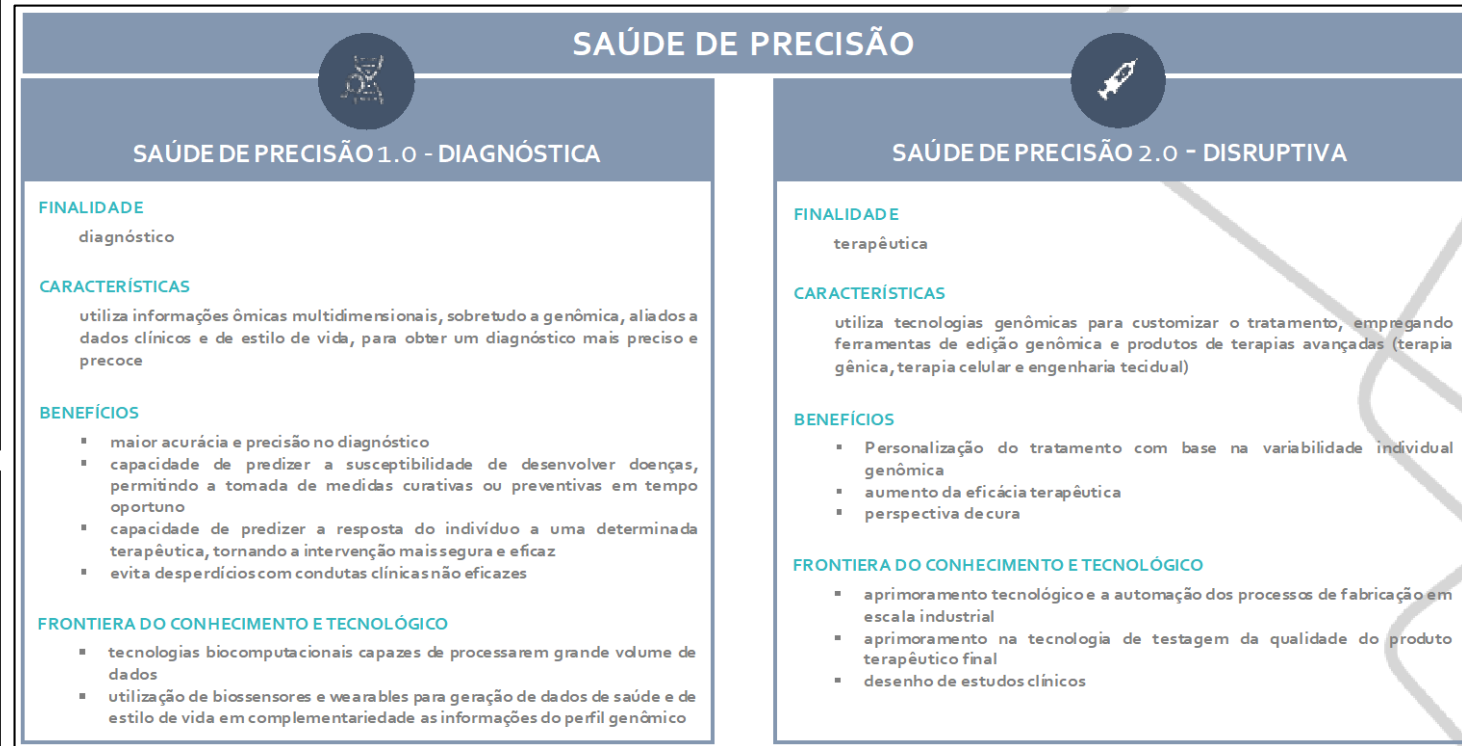 SAÚDE DE PRECISÃO
SAÚDE DE PRECISÃO 1.0 - DIAGNÓSTICA
FINALIDADE
diagnóstico
CARACTERÍSTICAS
utiliza informações ômicas multidimensionais, sobretudo a genômica, aliados a
dados clínicos e de estilo de vida, para obter um diagnóstico mais preciso e
precoce
BENEFÍCIOS
▪ maior acurácia e precisão no diagnóstico
▪ capacidade de predizer a susceptibilidade de desenvolver doenças,
permitindo a tomada de medidas curativas ou preventivas em tempo
oportuno
▪ capacidade de predizer a resposta do indivíduo a uma determinada
terapêutica, tornando a intervenção mais segura e eficaz
▪ evita desperdícios com condutas clínicas não eficazes
FRONTIERA DO CONHECIMENTO E TECNOLÓGICO
▪ tecnologias biocomputacionais capazes de processarem grande volume de
dados
▪ utilização de biossensores e wearables para geração de dados de saúde e de
estilo de vida em complementariedade as informações do perfil genômico
SAÚDE DE PRECISÃO 2.0 - DISRUPTIVA
FINALIDADE
terapêutica
CARACTERÍSTICAS
utiliza tecnologias genômicas para customizar o tratamento, empregando
ferramentas de edição genômica e produtos de terapias avançadas (terapia
gênica, terapia celular e engenharia tecidual)
BENEFÍCIOS
▪ Personalização do tratamento com base na variabilidade individual
genômica
▪ aumento da eficácia terapêutica
▪ perspectiva de cura
FRONTIERA DO CONHECIMENTO E TECNOLÓGICO
▪ aprimoramento tecnológico e a automação dos processos de fabricação em
escala industrial
▪ aprimoramento na tecnologia de testagem da qualidade do produto
terapêutico final
▪ desenho de estudos clínicos